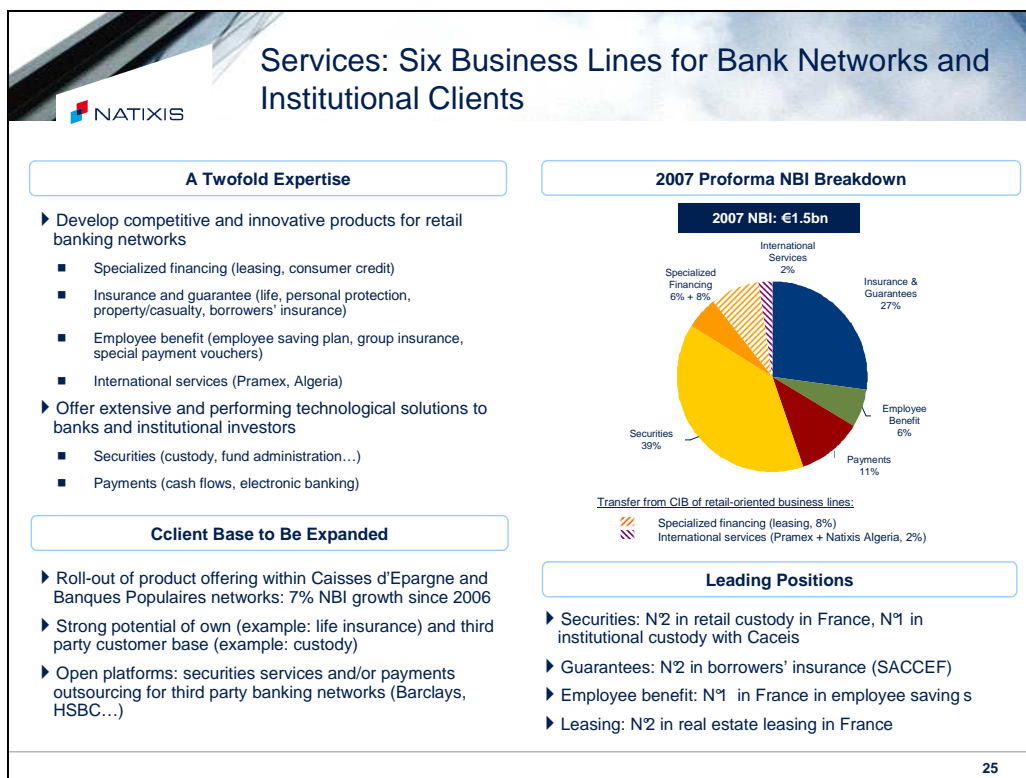 Services: Six Business Lines for Bank Networks and
Institutional Clients
NATIXIS
A Twofold Expertise
Develop competitive and innovative products for retail
banking networks
Specialized financing (leasing, consumer credit)
Insurance and guarantee (life, personal protection,
property/casualty, borrowers' insurance)
Employee benefit (employee saving plan, group insurance,
special payment vouchers)
International services (Pramex, Algeria)
Offer extensive and performing technological solutions to
banks and institutional investors
Securities (custody, fund administration…)
Payments (cash flows, electronic banking)
Cclient Base to Be Expanded
Roll-out of product offering within Caisses d'Epargne and
Banques Populaires networks: 7% NBI growth since 2006
Strong potential of own (example: life insurance) and third
party customer base (example: custody)
Open platforms: securities services and/or payments
outsourcing for third party banking networks (Barclays,
HSBC…)
2007 Proforma NBI Breakdown
2007 NBI: €1.5bn
International
Services
2%
Specialized
Financing
6% + 8%
Insurance &
Guarantees
27%
Employee
Benefit
6%
Securities
39%
Payments
11%
Transfer from CIB of retail-oriented business lines:
Specialized financing (leasing, 8%)
International services (Pramex + Natixis Algeria, 2%)
Leading Positions
Securities: N°2 in retail custody in France, N°1 in
institutional custody with Caceis
Guarantees: N°2 in borrowers' insurance (SACCEF)
Employee benefit: N°1 in France in employee saving s
Leasing: N°2 in real estate leasing in France
25